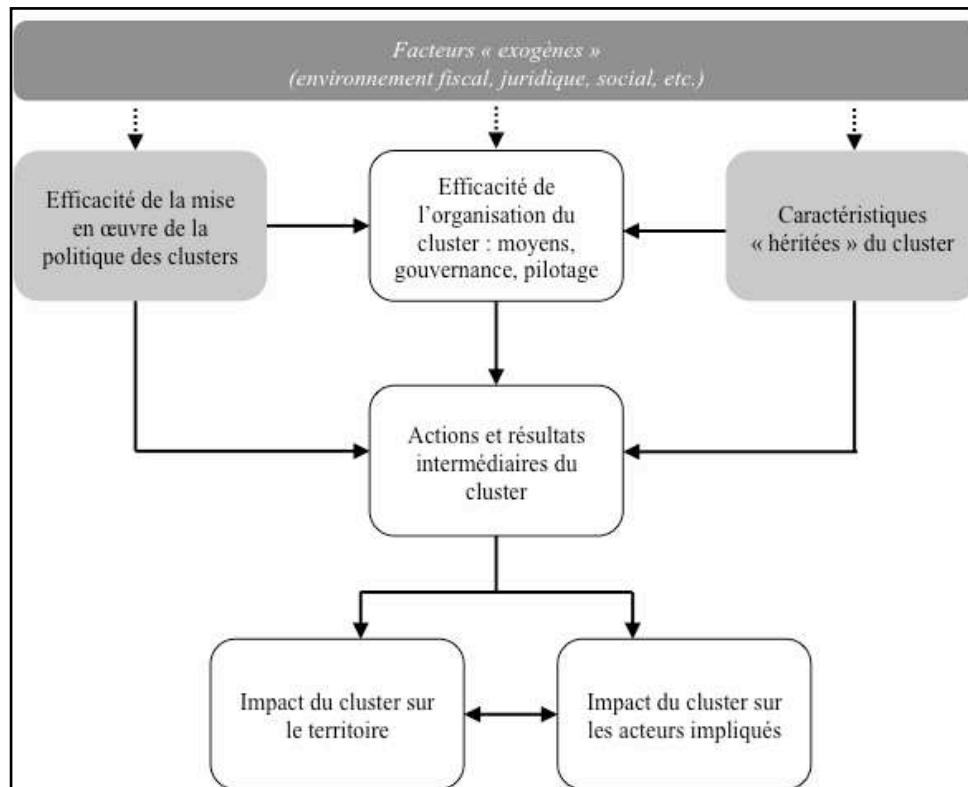 Facteurs « exogènes »
(environnement fiscal, juridique, social, etc.)
Efficacité de la mise
en œuvre de la
politique des clusters
Efficacité de
l’organisation du
cluster : moyens,
gouvernance, pilotage
Caractéristiques
« héritées » du cluster
Actions et résultats
intermédiaires du
cluster
Impact du cluster sur
le territoire
Impact du cluster sur
les acteurs impliqués